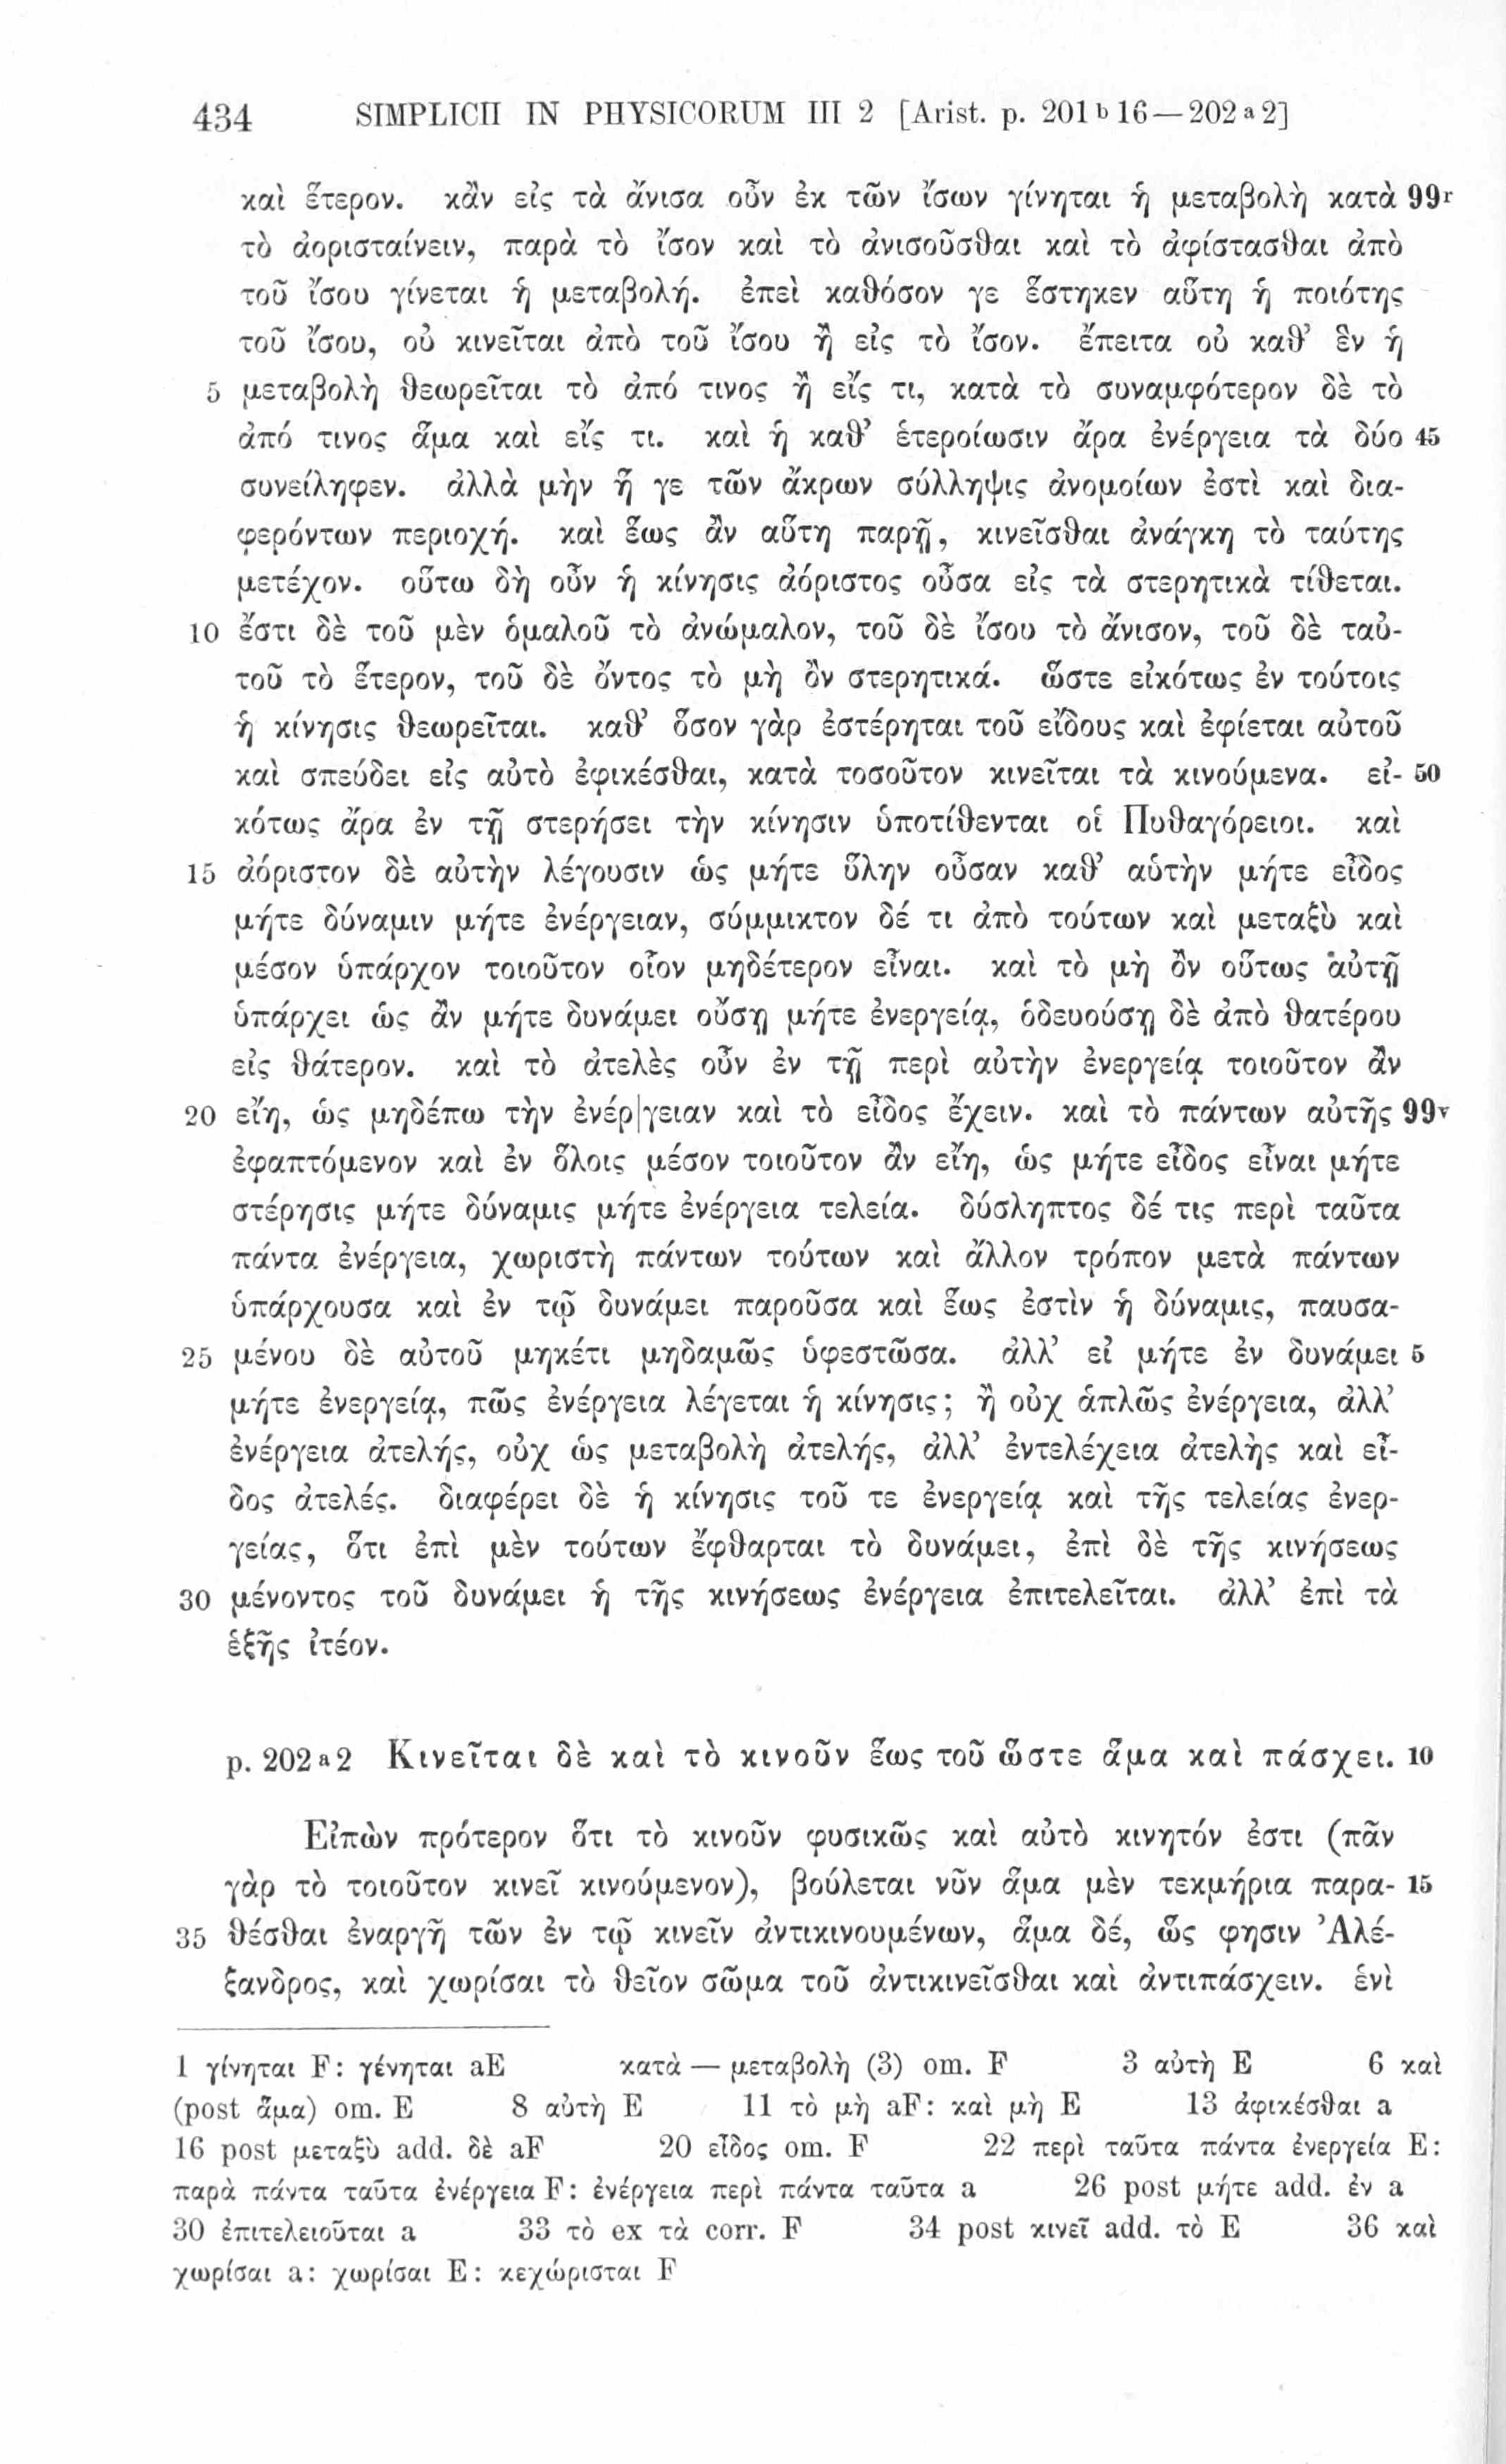 434 SIMPLICII IN PHYSICORUM III 2 [Arist. p. 201 b 16—202 a 2]
καὶ ἕτερον. κἂν εἰς τὰ ἄνισα οὖν ἐκ τῶν ἴσων γίνηται ἡ μεταβολὴ κατὰ 99r
τὸ ἀορισταίνειν, παρὰ τὸ ἴσον καὶ τὸ ἀνισοῦσθαι καὶ τὸ ἀφίστασθαι ἀπὸ
τοῦ ἴσου γίνεται ἡ μεταβολή. ἐπεὶ καθόσον γε ἕστηκεν αὕτη ἡ ποιότης
τοῦ ἴσου, οὐ κινεῖται ἀπὸ τοῦ ἴσου ἢ εἰς τὸ ἴσον. ἔπειτα οὐ καθ’ ἓν ἡ
5 μεταβολὴ θεωρεῖται τὸ ἀπό τινος ἢ εἴς τι, κατὰ τὸ συναμφότερον δὲ τὸ
ἀπό τινος ἅμα καὶ εἴς τι. καὶ ἡ καθ’ ἑτεροίωσιν ἄρα ἐνέργεια τὰ δύο 45
συνείληφεν. ἀλλὰ μὴν ἥ γε τῶν ἄκρων σύλληψις ἀνομοίων ἐστὶ καὶ δια-
φερόντων περιοχή. καὶ ἕως ἂν αὕτη παρῇ, κινεῖσθαι ἀνάγκη τὸ ταύτης
μετέχον. οὕτω δὴ οὖν ἡ κίνησις ἀόριστος οὖσα εἰς τὰ στερητικὰ τίθεται.
10 ἔστι δὲ τοῦ μὲν ὁμαλοῦ τὸ ἀνώμαλον, τοῦ δὲ ἴσου τὸ ἄνισον, τοῦ δὲ ταὐ-
τοῦ τὸ ἕτερον, τοῦ δὲ ὄντος τὸ μὴ ὂν στερητικά. ὥστε εἰκότως ἐν τούτοις
ἡ κίνησις θεωρεῖται. καθ’ ὅσον γὰρ ἐστέρηται τοῦ εἴδους καὶ ἐφίεται αὐτοῦ
καὶ σπεύδει εἰς αὐτὸ ἐφικέσθαι, κατὰ τοσοῦτον κινεῖται τὰ κινούμενα. εἰ- 50
κότως ἄρα ἐν τῇ στερήσει τὴν κίνησιν ὑποτίθενται οἱ Πυθαγόρειοι. καὶ
15 ἀόριστον δὲ αὐτὴν λέγουσιν ὡς μήτε ὕλην οὖσαν καθ’ αὑτὴν μήτε εἶδος
μήτε δύναμιν μήτε ἐνέργειαν, σύμμικτον δέ τι ἀπὸ τούτων καὶ μεταξὺ καὶ
μέσον ὑπάρχον τοιοῦτον οἷον μηδέτερον εἶναι. καὶ τὸ μὴ ὂν οὕτως αὐτῇ
ὑπάρχει ὡς ἂν μήτε δυνάμει οὔσῃ μήτε ἐνεργείᾳ, ὁδευούσῃ δὲ ἀπὸ θατέρου
εἰς θάτερον. καὶ τὸ ἀτελὲς οὖν ἐν τῇ περὶ αὐτὴν ἐνεργείᾳ τοιοῦτον ἂν
20 εἴη, ὡς μηδέπω τὴν ἐνέρ|γειαν καὶ τὸ εἶδος ἔχειν. καὶ τὸ πάντων αὐτῆς 99v
ἐφαπτόμενον καὶ ἐν ὅλοις μέσον τοιοῦτον ἂν εἴη, ὡς μήτε εἶδος εἶναι μήτε
στέρησις μήτε δύναμις μήτε ἐνέργεια τελεία. δύσληπτος δέ τις περὶ ταῦτα
πάντα ἐνέργεια, χωριστὴ πάντων τούτων καὶ ἄλλον τρόπον μετὰ πάντων
ὑπάρχουσα καὶ ἐν τῷ δυνάμει παροῦσα καὶ ἕως ἐστὶν ἡ δύναμις, παυσα-
25 μένου δὲ αὐτοῦ μηκέτι μηδαμῶς ὑφεστῶσα. ἀλλ’ εἰ μήτε ἐν δυνάμει 5
μήτε ἐνεργείᾳ, πῶς ἐνέργεια λέγεται ἡ κίνησις; ἢ οὐχ ἁπλῶς ἐνέργεια, ἀλλ’
ἐνέργεια ἀτελής, οὐχ ὡς μεταβολὴ ἀτελής, ἀλλ’ ἐντελέχεια ἀτελὴς καὶ εἶ-
δος ἀτελές. διαφέρει δὲ ἡ κίνησις τοῦ τε ἐνεργείᾳ καὶ τῆς τελείας ἐνερ-
γείας, ὅτι ἐπὶ μὲν τούτων ἔφθαρται τὸ δυνάμει, ἐπὶ δὲ τῆς κινήσεως
30 μένοντος τοῦ δυνάμει ἡ τῆς κινήσεως ἐνέργεια ἐπιτελεῖται. ἀλλ’ ἐπὶ τὰ
ἑξῆς ἰτέον.
p. 202 a 2 Κινεῖται δὲ καὶ τὸ κινοῦν ἕως τοῦ ὥστε ἅμα καὶ πάσχει. 10
Εἰπὼν πρότερον ὅτι τὸ κινοῦν φυσικῶς καὶ αὐτὸ κινητόν ἐστι (πᾶν
γὰρ τὸ τοιοῦτον κινεῖ κινούμενον), βούλεται νῦν ἅμα μὲν τεκμήρια παρα- 15
35 θέσθαι ἐναργῆ τῶν ἐν τῷ κινεῖν ἀντικινουμένων, ἅμα δέ, ὥς φησιν Ἀλέ-
ξανδρος, καὶ χωρίσαι τὸ θεῖον σῶμα τοῦ ἀντικινεῖσθαι καὶ ἀντιπάσχειν. ἑνὶ
1 γίνηται F: γένηται aE κατὰ — μεταβολὴ (3) om. F 3 αὐτὴ E 6 καὶ
(post ἅμα) om. E 8 αὐτὴ E 11 τὸ μὴ aF: καὶ μὴ E 13 ἀφικέσθαι a
16 post μεταξὺ add. δὲ aF 20 εἶδος om. F 22 περὶ ταῦτα πάντα ἐνεργεία E:
παρὰ πάντα ταῦτα ἐνέργεια F: ἐνέργεια περὶ πάντα ταῦτα a 26 post μήτε add. ἐν a
30 ἐπιτελειοῦται a 33 τὸ ex τὰ corr. F 34 post κινεῖ add. τὸ E 36 καὶ
χωρίσαι a: χωρίσαι E: κεχώρισται F